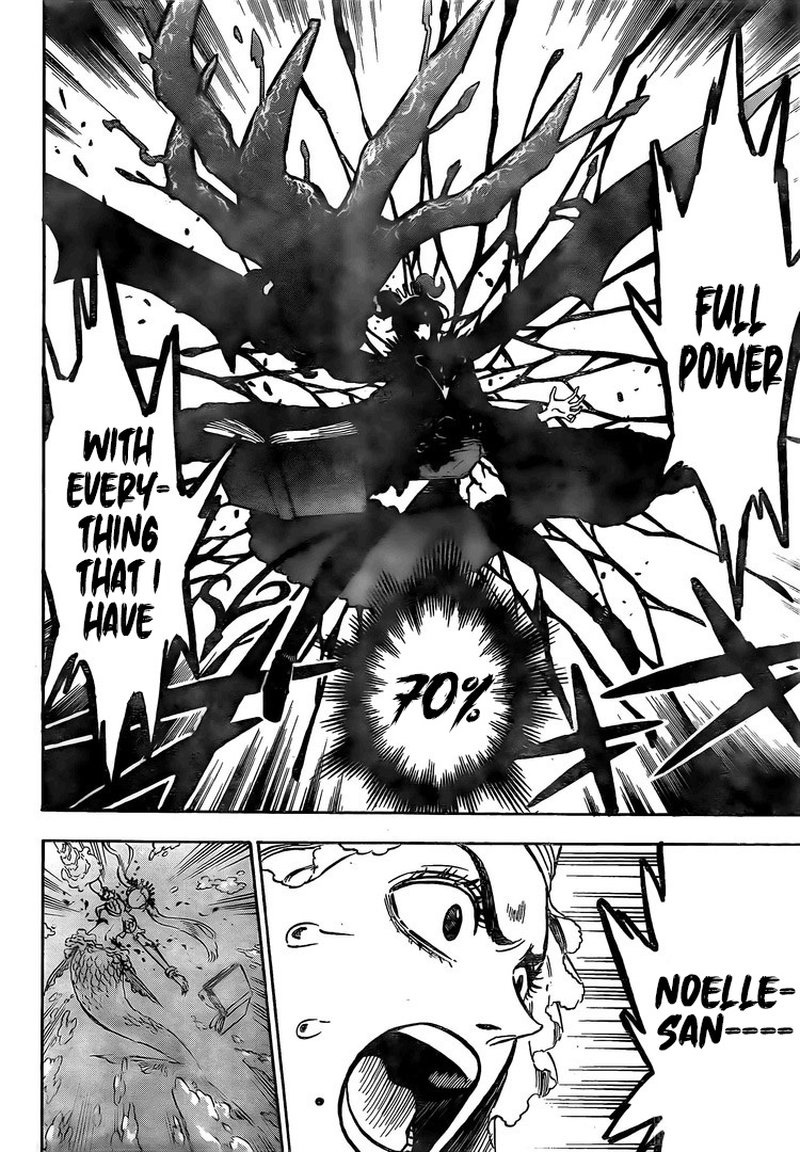 FULL
POWER
WITH
EVERY-
THING
THAT I
HAVE
70%
NOELLE-
SAN----